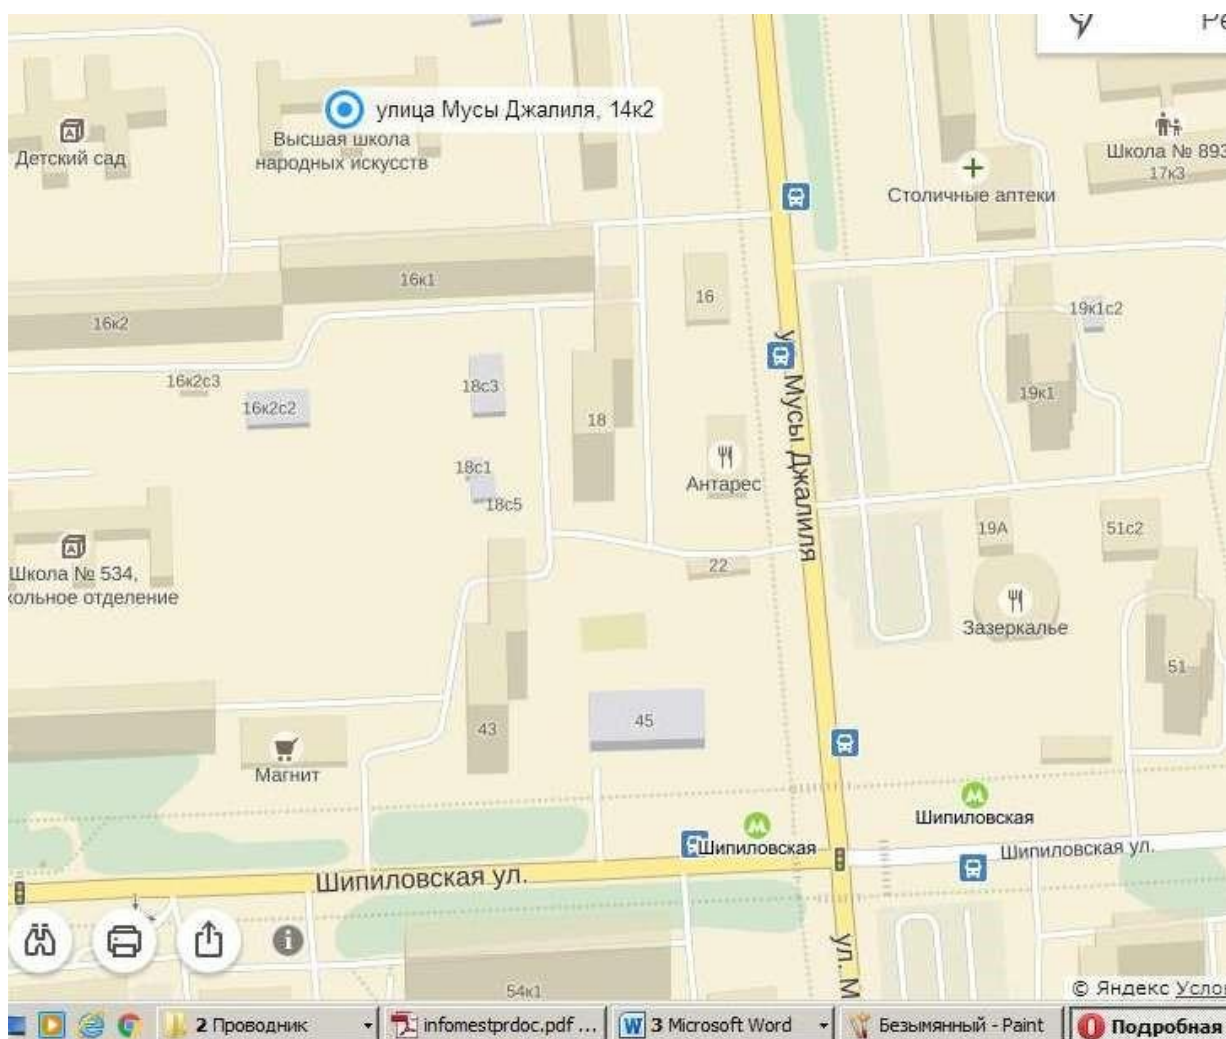 Ре
улица Мусы Джалиля, 14к2
Высшая школа
народных искусств
Детский сад
Школа № 893
17к3
Столичные аптеки
16к1
16
16к2
19к1с2
16к2с3
16к2с2
18с3
18
19к1
ул. Мусы Джалиля
Антарес
18с1
18с5
19А
51с2
Школа № 534,
кольное отделение
22
Зазеркалье
51
43
45
Магнит
Шипиловская
Шипиловская
Шипиловская ул.
Шипиловская ул.
ул. М
54к1
© Яндекс Услов
2 Проводник
infomestprdoc.pdf ...
3 Microsoft Word
Безымянный - Paint
Подробная